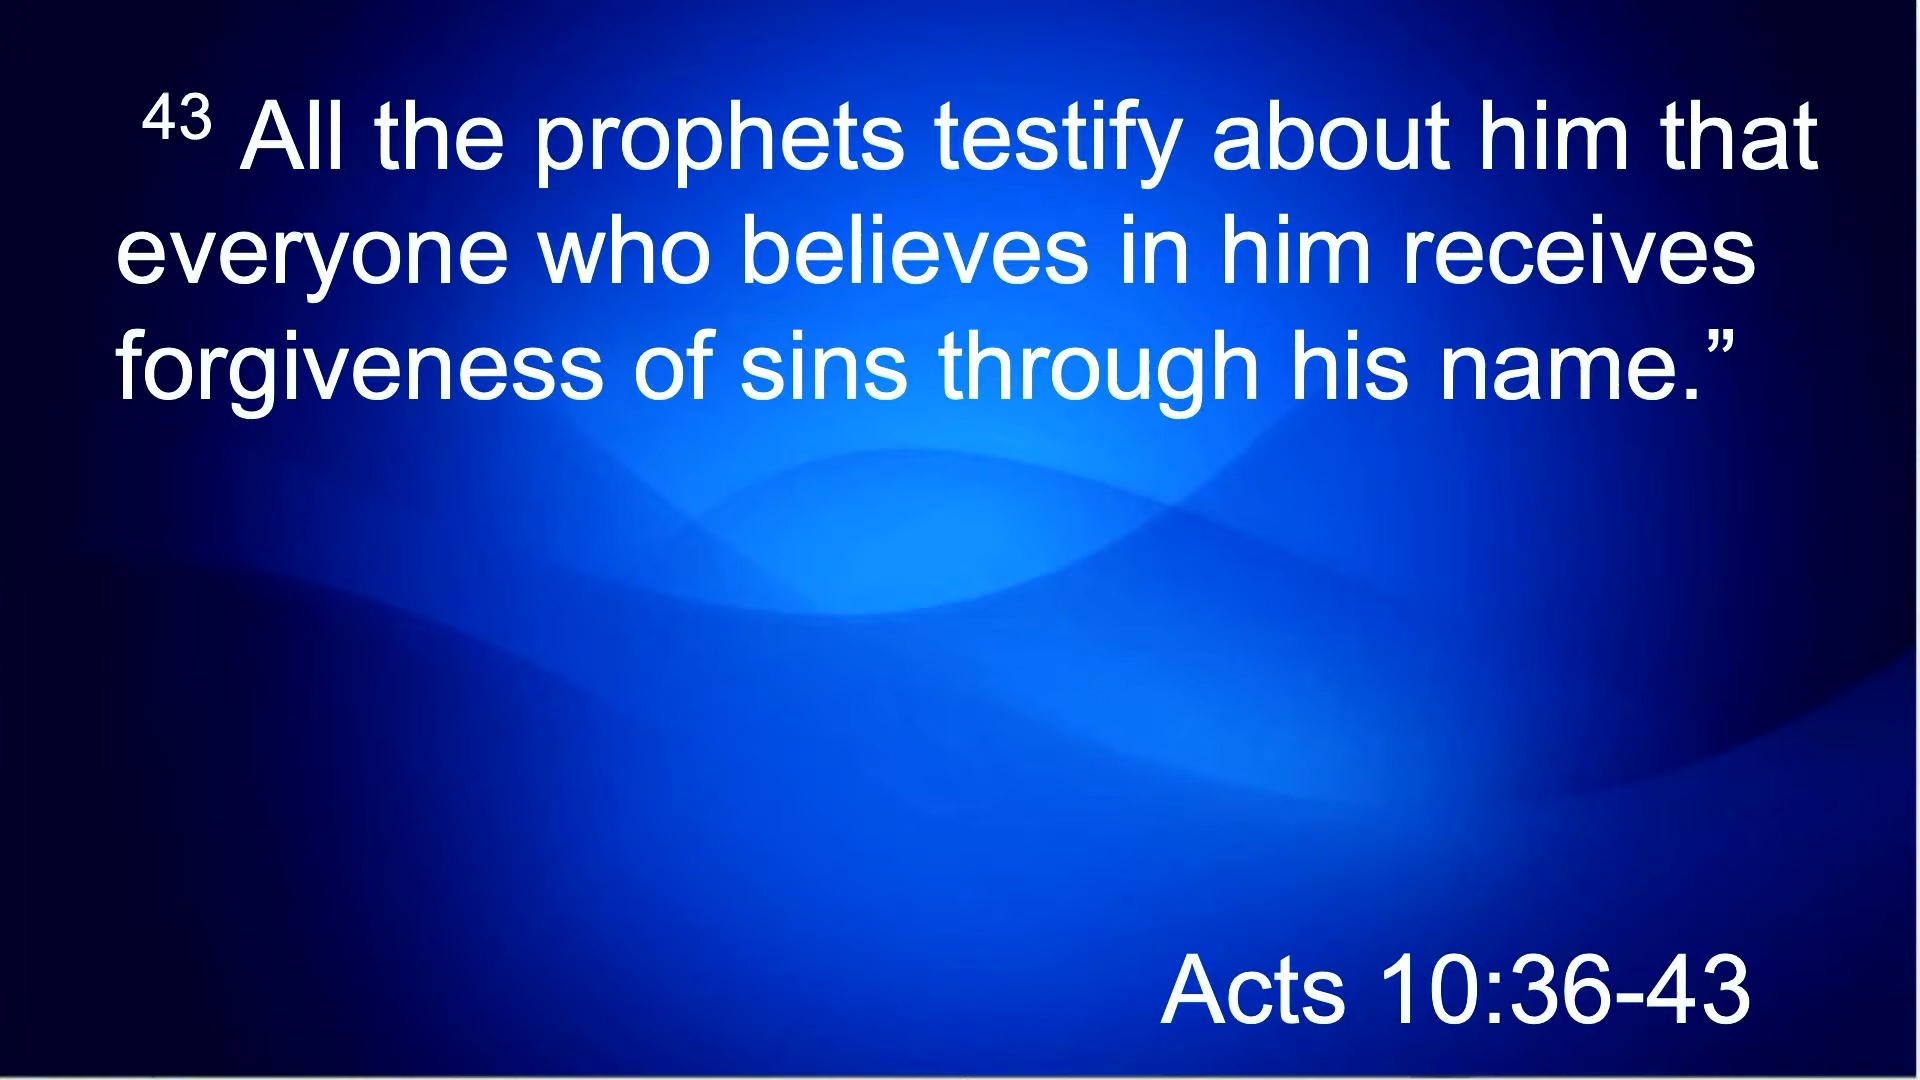 43 All the prophets testify about him that
everyone who believes in him receives
forgiveness of sins through his name.”
Acts 10:36-43